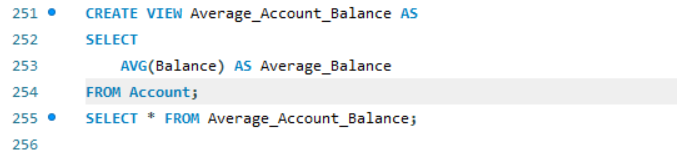 251 CREATE VIEW Average_Account_Balance AS
252 SELECT
253 AVG(Balance) AS Average_Balance
254 FROM Account;
255 SELECT * FROM Average_Account_Balance;
256